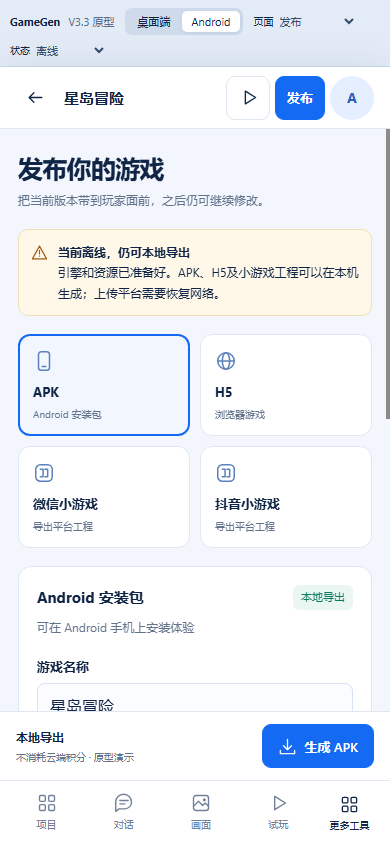 GameGen V3.3 原型 桌面端 Android 页面 发布
状态 离线
星岛冒险 发布 A
发布你的游戏
把当前版本带到玩家面前，之后仍可继续修改。
当前离线，仍可本地导出
引擎和资源已准备好。APK、H5及小游戏工程可以在本机
生成；上传平台需要恢复网络。
APK
Android 安装包
H5
浏览器游戏
微信小游戏
导出平台工程
抖音小游戏
导出平台工程
Android 安装包 本地导出
可在 Android 手机上安装体验
游戏名称
星岛冒险
本地导出
不消耗云端积分 · 原型演示
生成 APK
项目 对话 画面 试玩 更多工具